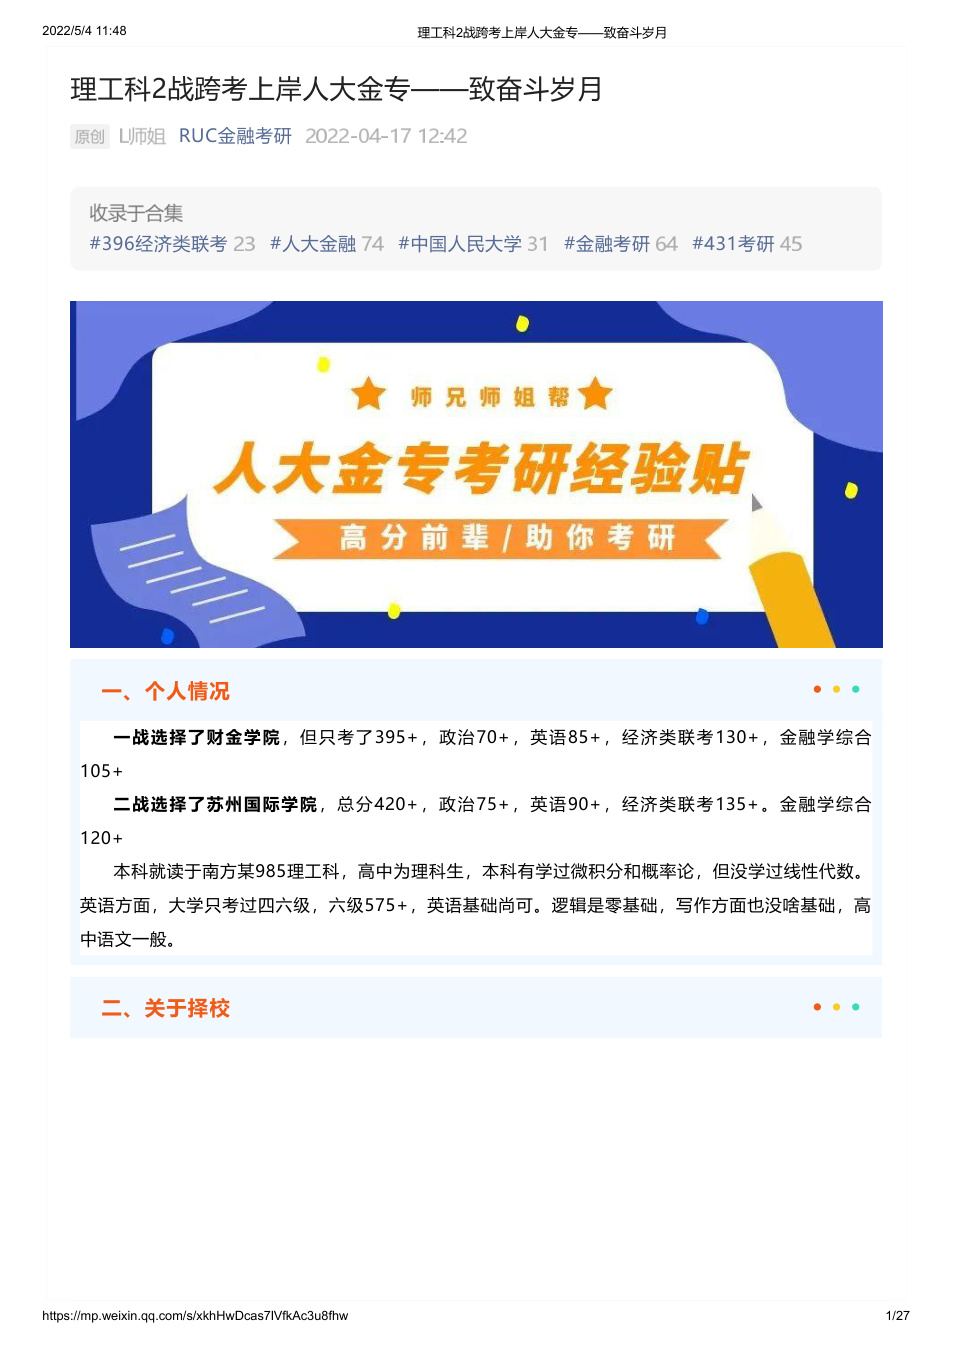 2022/5/4 11:48
理工科2战跨考上岸人大金专——致奋斗岁月
理工科2战跨考上岸人大金专——致奋斗岁月
原创 L师姐 RUC金融考研 2022-04-17 12:42
收录于合集
#396经济类联考 23 #人大金融 74 #中国人民大学 31 #金融考研 64 #431考研 45
师兄师姐帮
人大金专考研经验贴
高分前辈/助你考研
一、个人情况
一战选择了财金学院，但只考了395+，政治70+，英语85+，经济类联考130+，金融学综合
105+
二战选择了苏州国际学院，总分420+，政治75+，英语90+，经济类联考135+。金融学综合
120+
本科就读于南方某985理工科，高中为理科生，本科有学过微积分和概率论，但没学过线性代数。
英语方面，大学只考过四六级，六级575+，英语基础尚可。逻辑是零基础，写作方面也没啥基础，高
中语文一般。
二、关于择校
https://mp.weixin.qq.com/s/xkhHwDcas7lVfkAc3u8fhw
1/27